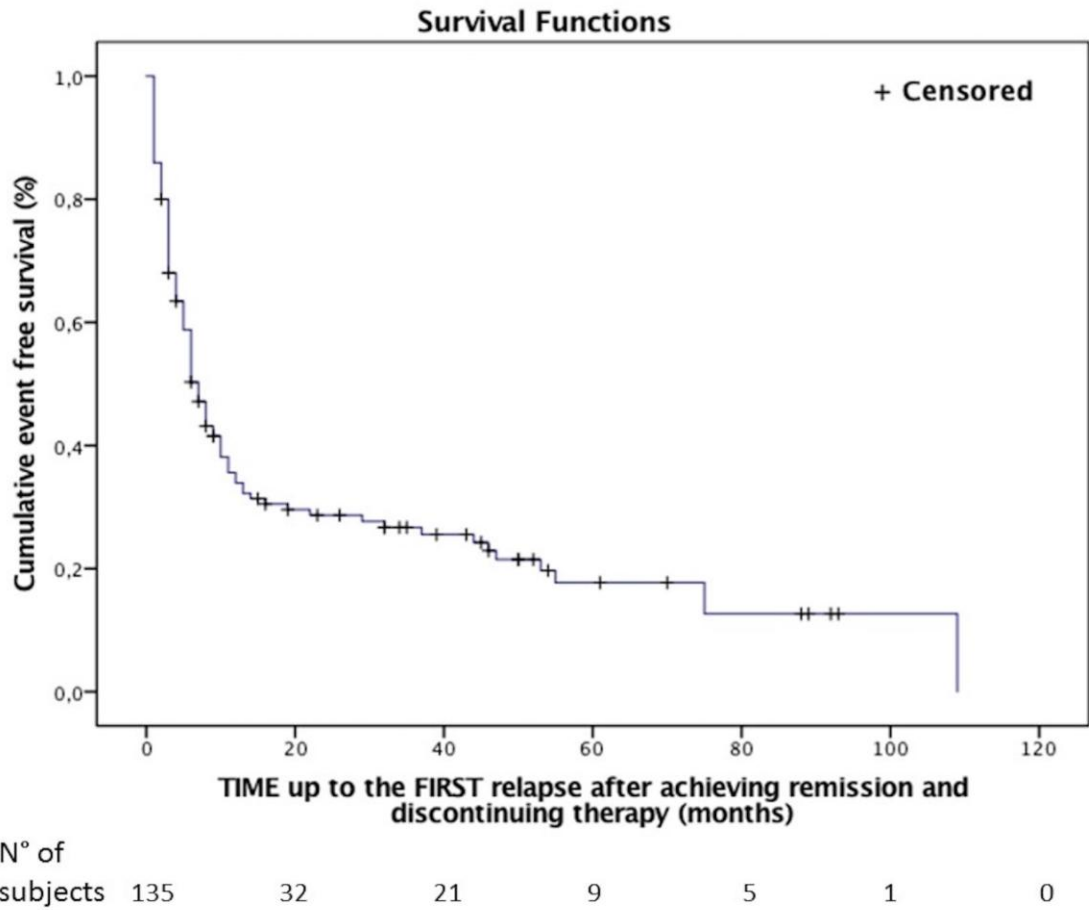 Survival Functions
+ Censored
Cumulative event free survival (%)
1,0
0,8
0,6
0,4
0,2
0,0
0 20 40 60 80 100 120
TIME up to the FIRST relapse after achieving remission and
discontinuing therapy (months)
N° of
subjects 135 32 21 9 5 1 0